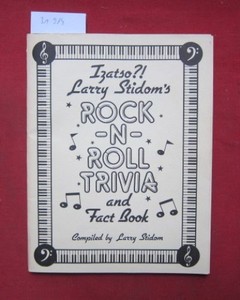 Izatso?!
Larry Stidom's
ROCK
-N-
ROLL
TRIVIA
and
Fact Book
Compiled by Larry Stidom